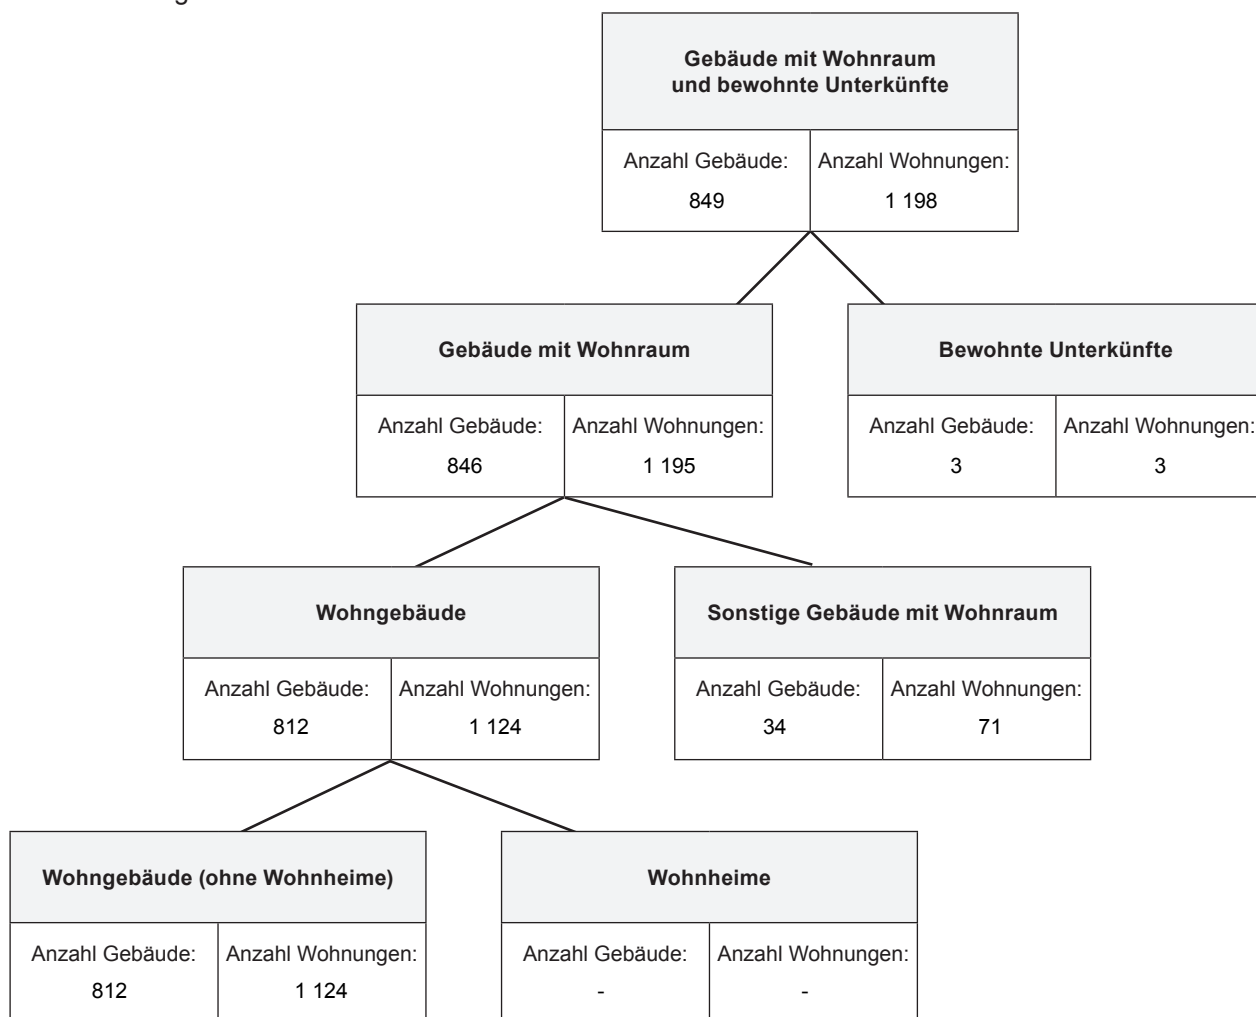 Gebäude mit Wohnraum
und bewohnte Unterkünfte
Anzahl Gebäude: Anzahl Wohnungen:
849 1 198
Gebäude mit Wohnraum Bewohnte Unterkünfte
Anzahl Gebäude: Anzahl Wohnungen: Anzahl Gebäude: Anzahl Wohnungen:
846 1 195 3 3
Wohngebäude Sonstige Gebäude mit Wohnraum
Anzahl Gebäude: Anzahl Wohnungen: Anzahl Gebäude: Anzahl Wohnungen:
812 1 124 34 71
Wohngebäude (ohne Wohnheime) Wohnheime
Anzahl Gebäude: Anzahl Wohnungen: Anzahl Gebäude: Anzahl Wohnungen:
812 1 124 - -